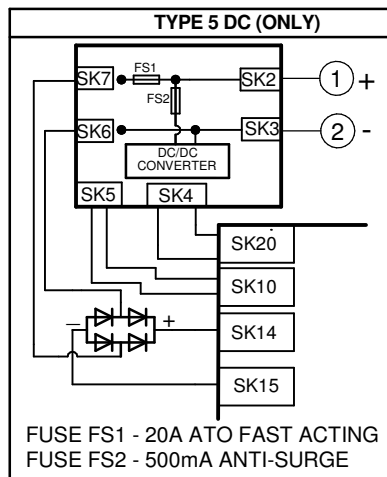 TYPE 5 DC (ONLY)
SK7
FS1
SK2
1
+
FS2
SK6
SK3
2
-
DC/DC
CONVERTER
SK5
SK4
SK20
SK10
–
+
SK14
SK15
FUSE FS1 - 20A ATO FAST ACTING
FUSE FS2 - 500mA ANTI-SURGE